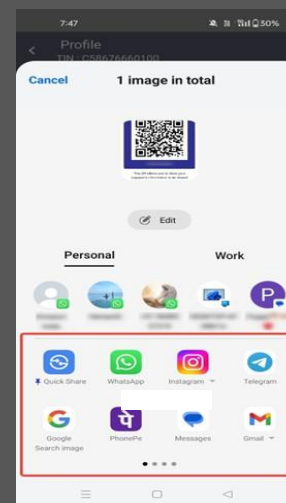 7:47
30%
Profile
TIN : C58676660100
Cancel
1 image in total
Edit
Personal
Work
P
Quick Share
WhatsApp
Instagram
Telegram
G
पे
Google
Search image
PhonePe
Messages
Gmail